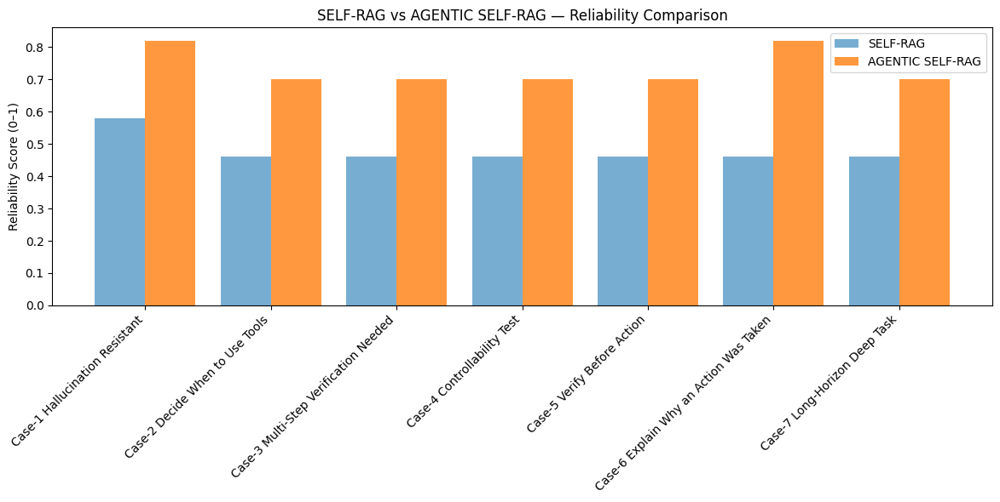 SELF-RAG vs AGENTIC SELF-RAG — Reliability Comparison
SELF-RAG
AGENTIC SELF-RAG
Reliability Score (0–1)
0.8
0.7
0.6
0.5
0.4
0.3
0.2
0.1
0.0
Case-1 Hallucination Resistant
Case-2 Decide When to Use Tools
Case-3 Multi-Step Verification Needed
Case-4 Controllability Test
Case-5 Verify Before Action
Case-6 Explain Why an Action Was Taken
Case-7 Long-Horizon Deep Task